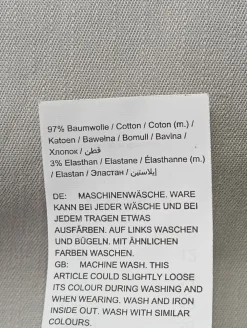 97% Baumwolle / Cotton / Coton (m.) /
Katoen / Bawełna / Bomull / Bavlna /
Хлопок / قطن
3% Elasthan / Elastane / Élasthanne (m.)
/ Elastan / Эластан / إيلاستين
DE: MASCHINENWÄSCHE. WARE
KANN BEI JEDER WÄSCHE UND BEI
JEDEM TRAGEN ETWAS
AUSFÄRBEN. AUF LINKS WASCHEN
UND BÜGELN. MIT ÄHNLICHEN
FARBEN WASCHEN.
GB: MACHINE WASH. THIS
ARTICLE COULD SLIGHTLY LOOSE
ITS COLOUR DURING WASHING AND
WHEN WEARING. WASH AND IRON
INSIDE OUT. WASH WITH SIMILAR
COLOURS.